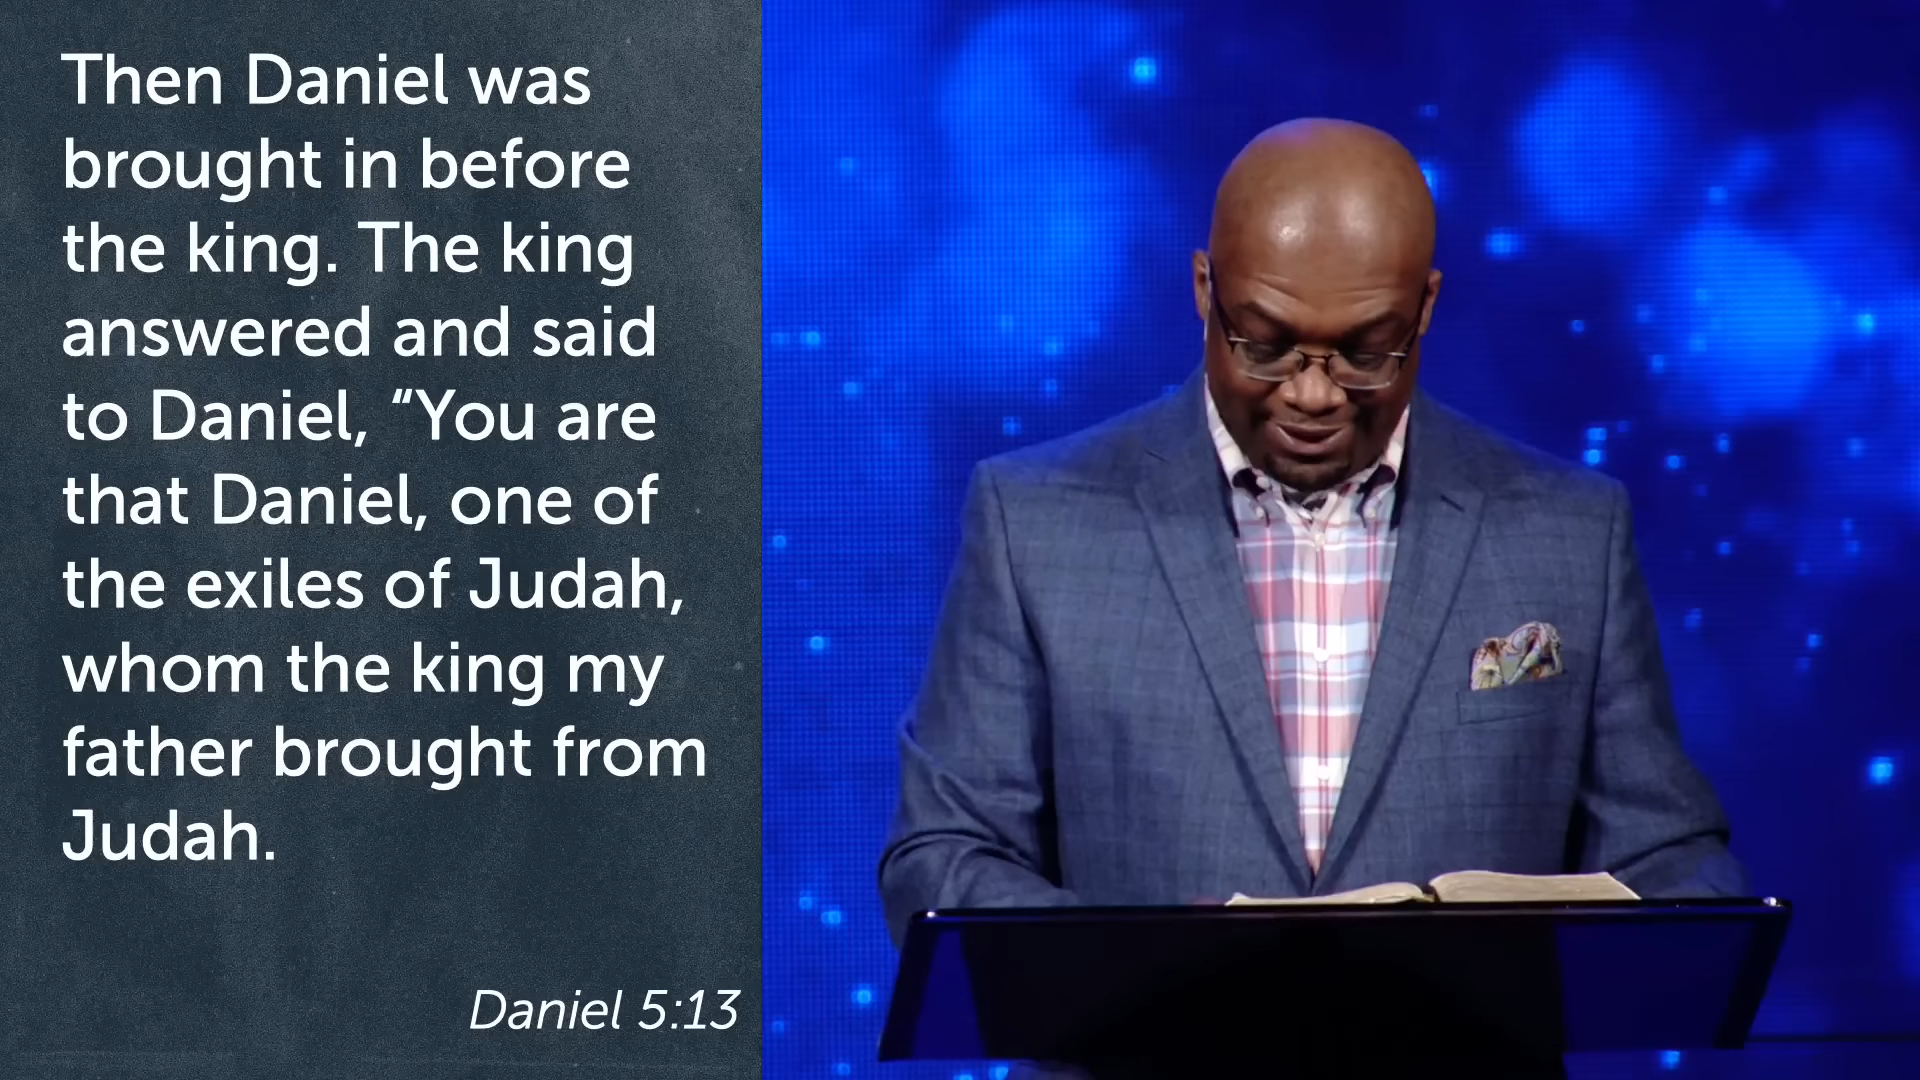 Then Daniel was
brought in before
the king. The king
answered and said
to Daniel, “You are
that Daniel, one of
the exiles of Judah,
whom the king my
father brought from
Judah.
Daniel 5:13